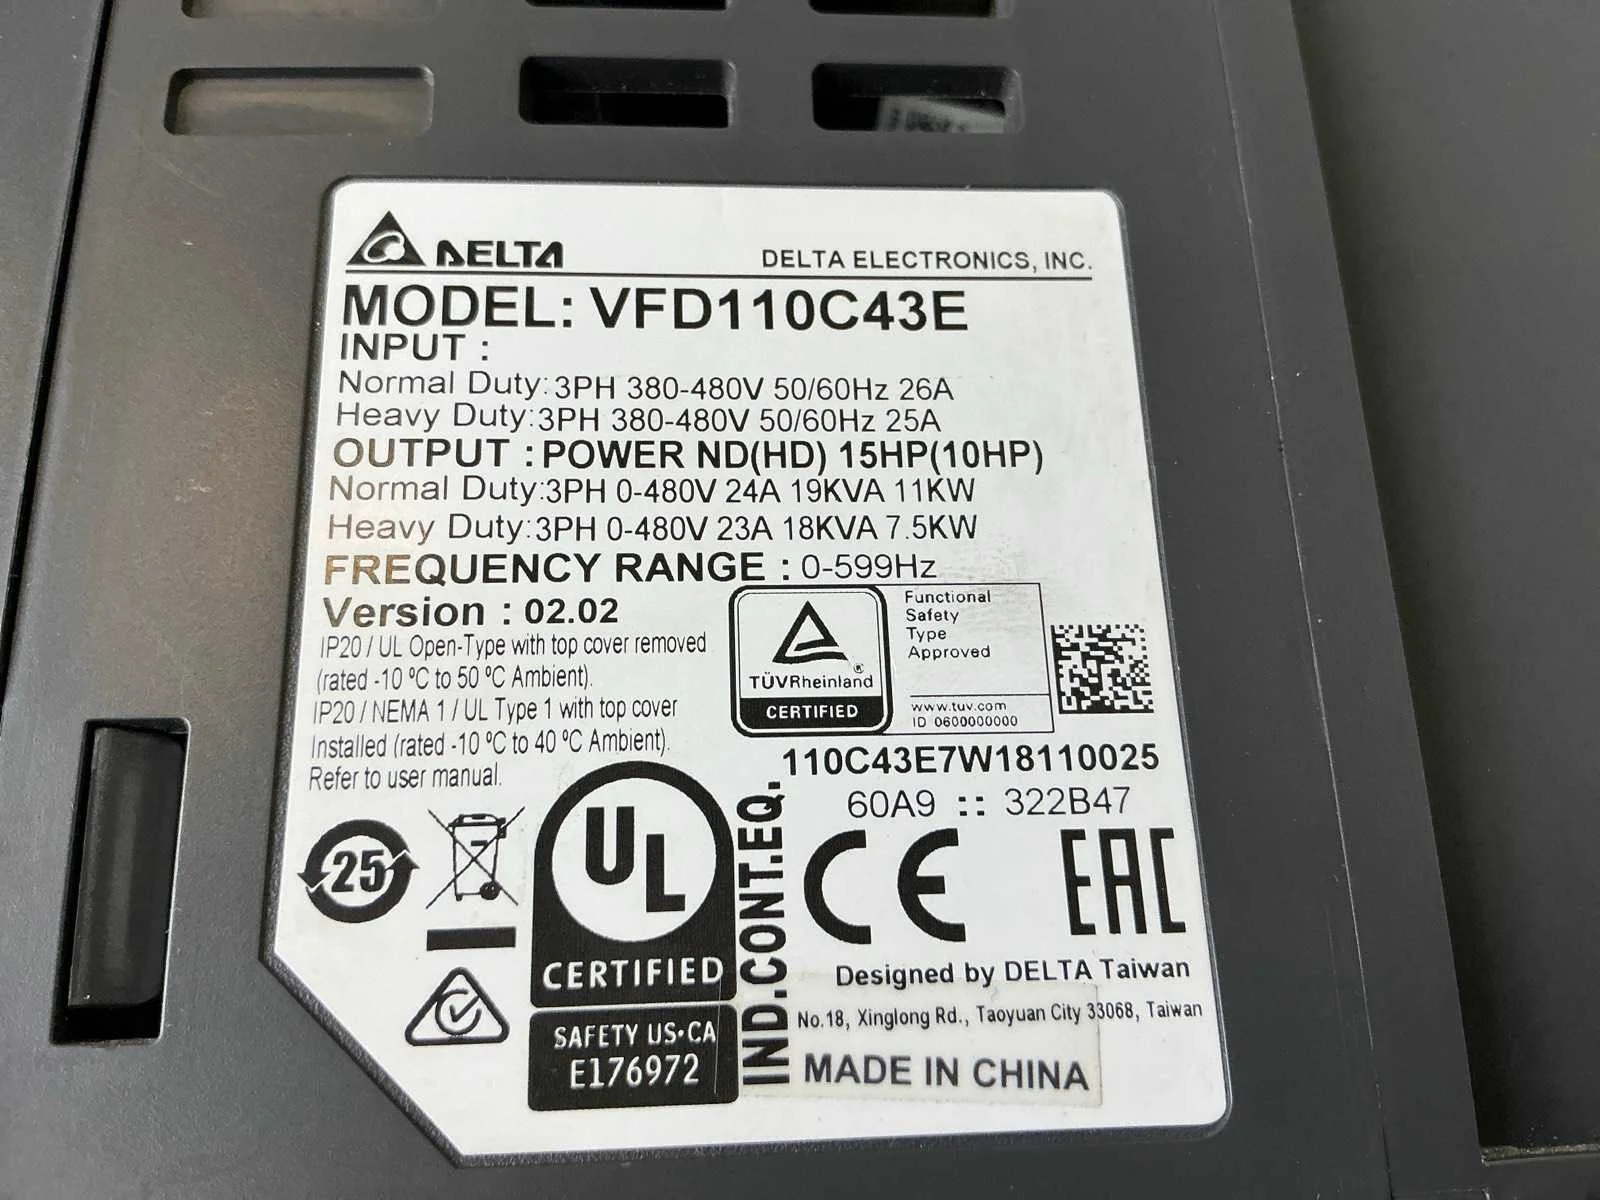 DELTA
DELTA ELECTRONICS, INC.
MODEL: VFD110C43E
INPUT :
Normal Duty:3PH 380-480V 50/60Hz 26A
Heavy Duty:3PH 380-480V 50/60Hz 25A
OUTPUT :POWER ND(HD) 15HP(10HP)
Normal Duty:3PH 0-480V 24A 19KVA 11KW
Heavy Duty:3PH 0-480V 23A 18KVA 7.5KW
FREQUENCY RANGE : 0-599Hz
Version : 02.02
IP20 / UL Open-Type with top cover removed
(rated -10 ºC to 50 ºC Ambient).
IP20 / NEMA 1 / UL Type 1 with top cover
Installed (rated -10 ºC to 40 ºC Ambient).
Refer to user manual.
TÜVRheinland®
CERTIFIED
Functional
Safety
Type
Approved
www.tuv.com
ID 0600000000
110C43E7W18110025
60A9 :: 322B47
25
UL
CERTIFIED
SAFETY US•CA
E176972
IND.CONT.EQ.
CE
EAC
Designed by DELTA Taiwan
No.18, Xinglong Rd., Taoyuan City 33068, Taiwan
MADE IN CHINA